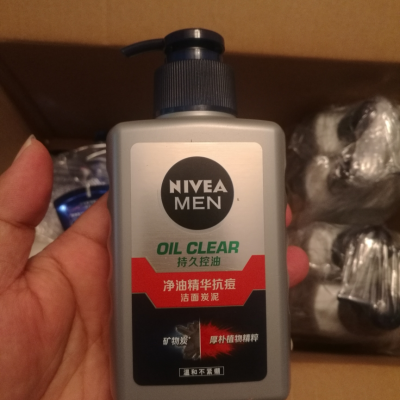 NIVEA
MEN
OIL CLEAR
持久控油
净油精华抗痘
洁面炭泥
矿物炭
厚朴植物精粹
温和不紧绷